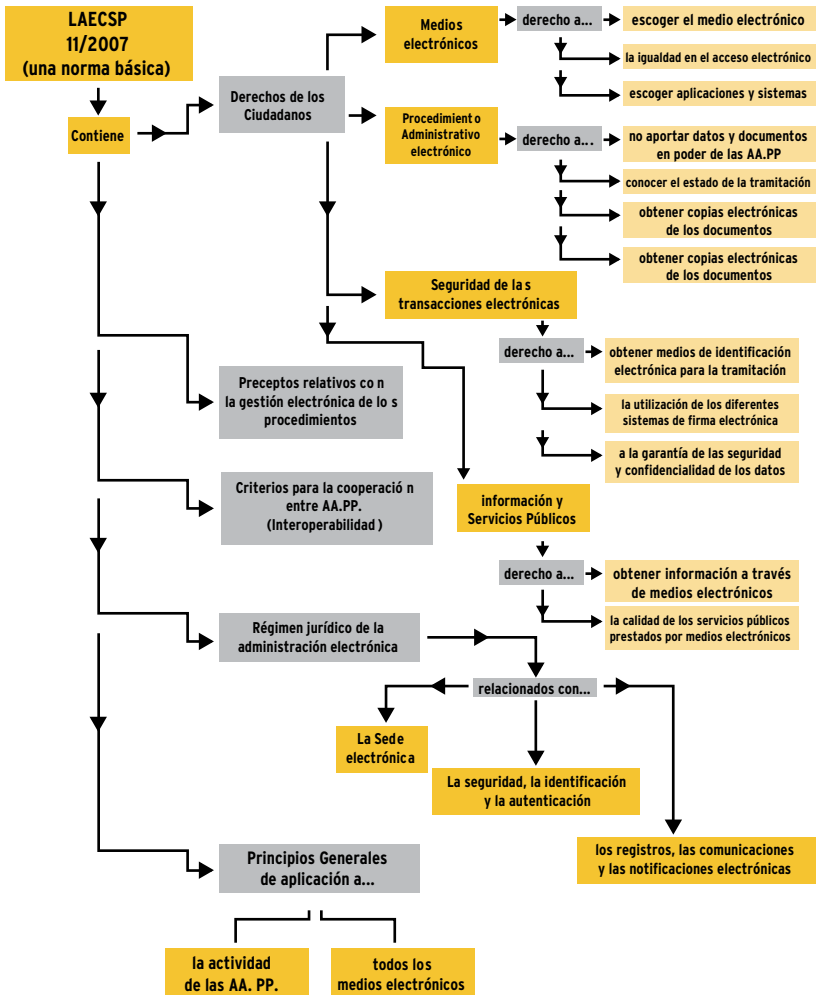 LAECSP
11/2007
(una norma básica)
Contiene
Derechos de los
Ciudadanos
Medios
electrónicos
derecho a...
escoger el medio electrónico
la igualdad en el acceso electrónico
escoger aplicaciones y sistemas
Procedimient o
Administrativo
electrónico
derecho a...
no aportar datos y documentos
en poder de las AA.PP
conocer el estado de la tramitación
obtener copias electrónicas
de los documentos
obtener copias electrónicas
de los documentos
Seguridad de la s
transacciones electrónicas
derecho a...
obtener medios de identificación
electrónica para la tramitación
la utilización de los diferentes
sistemas de firma electrónica
a la garantía de las seguridad
y confidencialidad de los datos
Preceptos relativos co n
la gestión electrónica de lo s
procedimientos
Criterios para la cooperació n
entre AA.PP.
(Interoperabilidad )
información y
Servicios Públicos
derecho a...
obtener información a través
de medios electrónicos
la calidad de los servicios públicos
prestados por medios electrónicos
Régimen jurídico de la
administración electrónica
relacionados con...
La Sede
electrónica
La seguridad, la identificación
y la autenticación
los registros, las comunicaciones
y las notificaciones electrónicas
Principios Generales
de aplicación a...
la actividad
de las AA. PP.
todos los
medios electrónicos